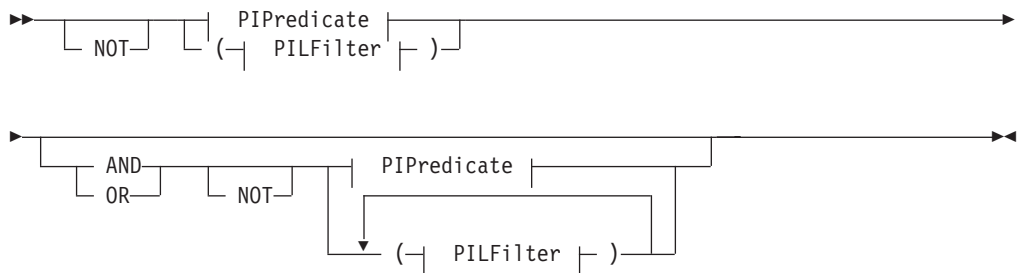 PIPredicate
NOT ( PILFilter )
AND PIPredicate
OR NOT
( PILFilter )